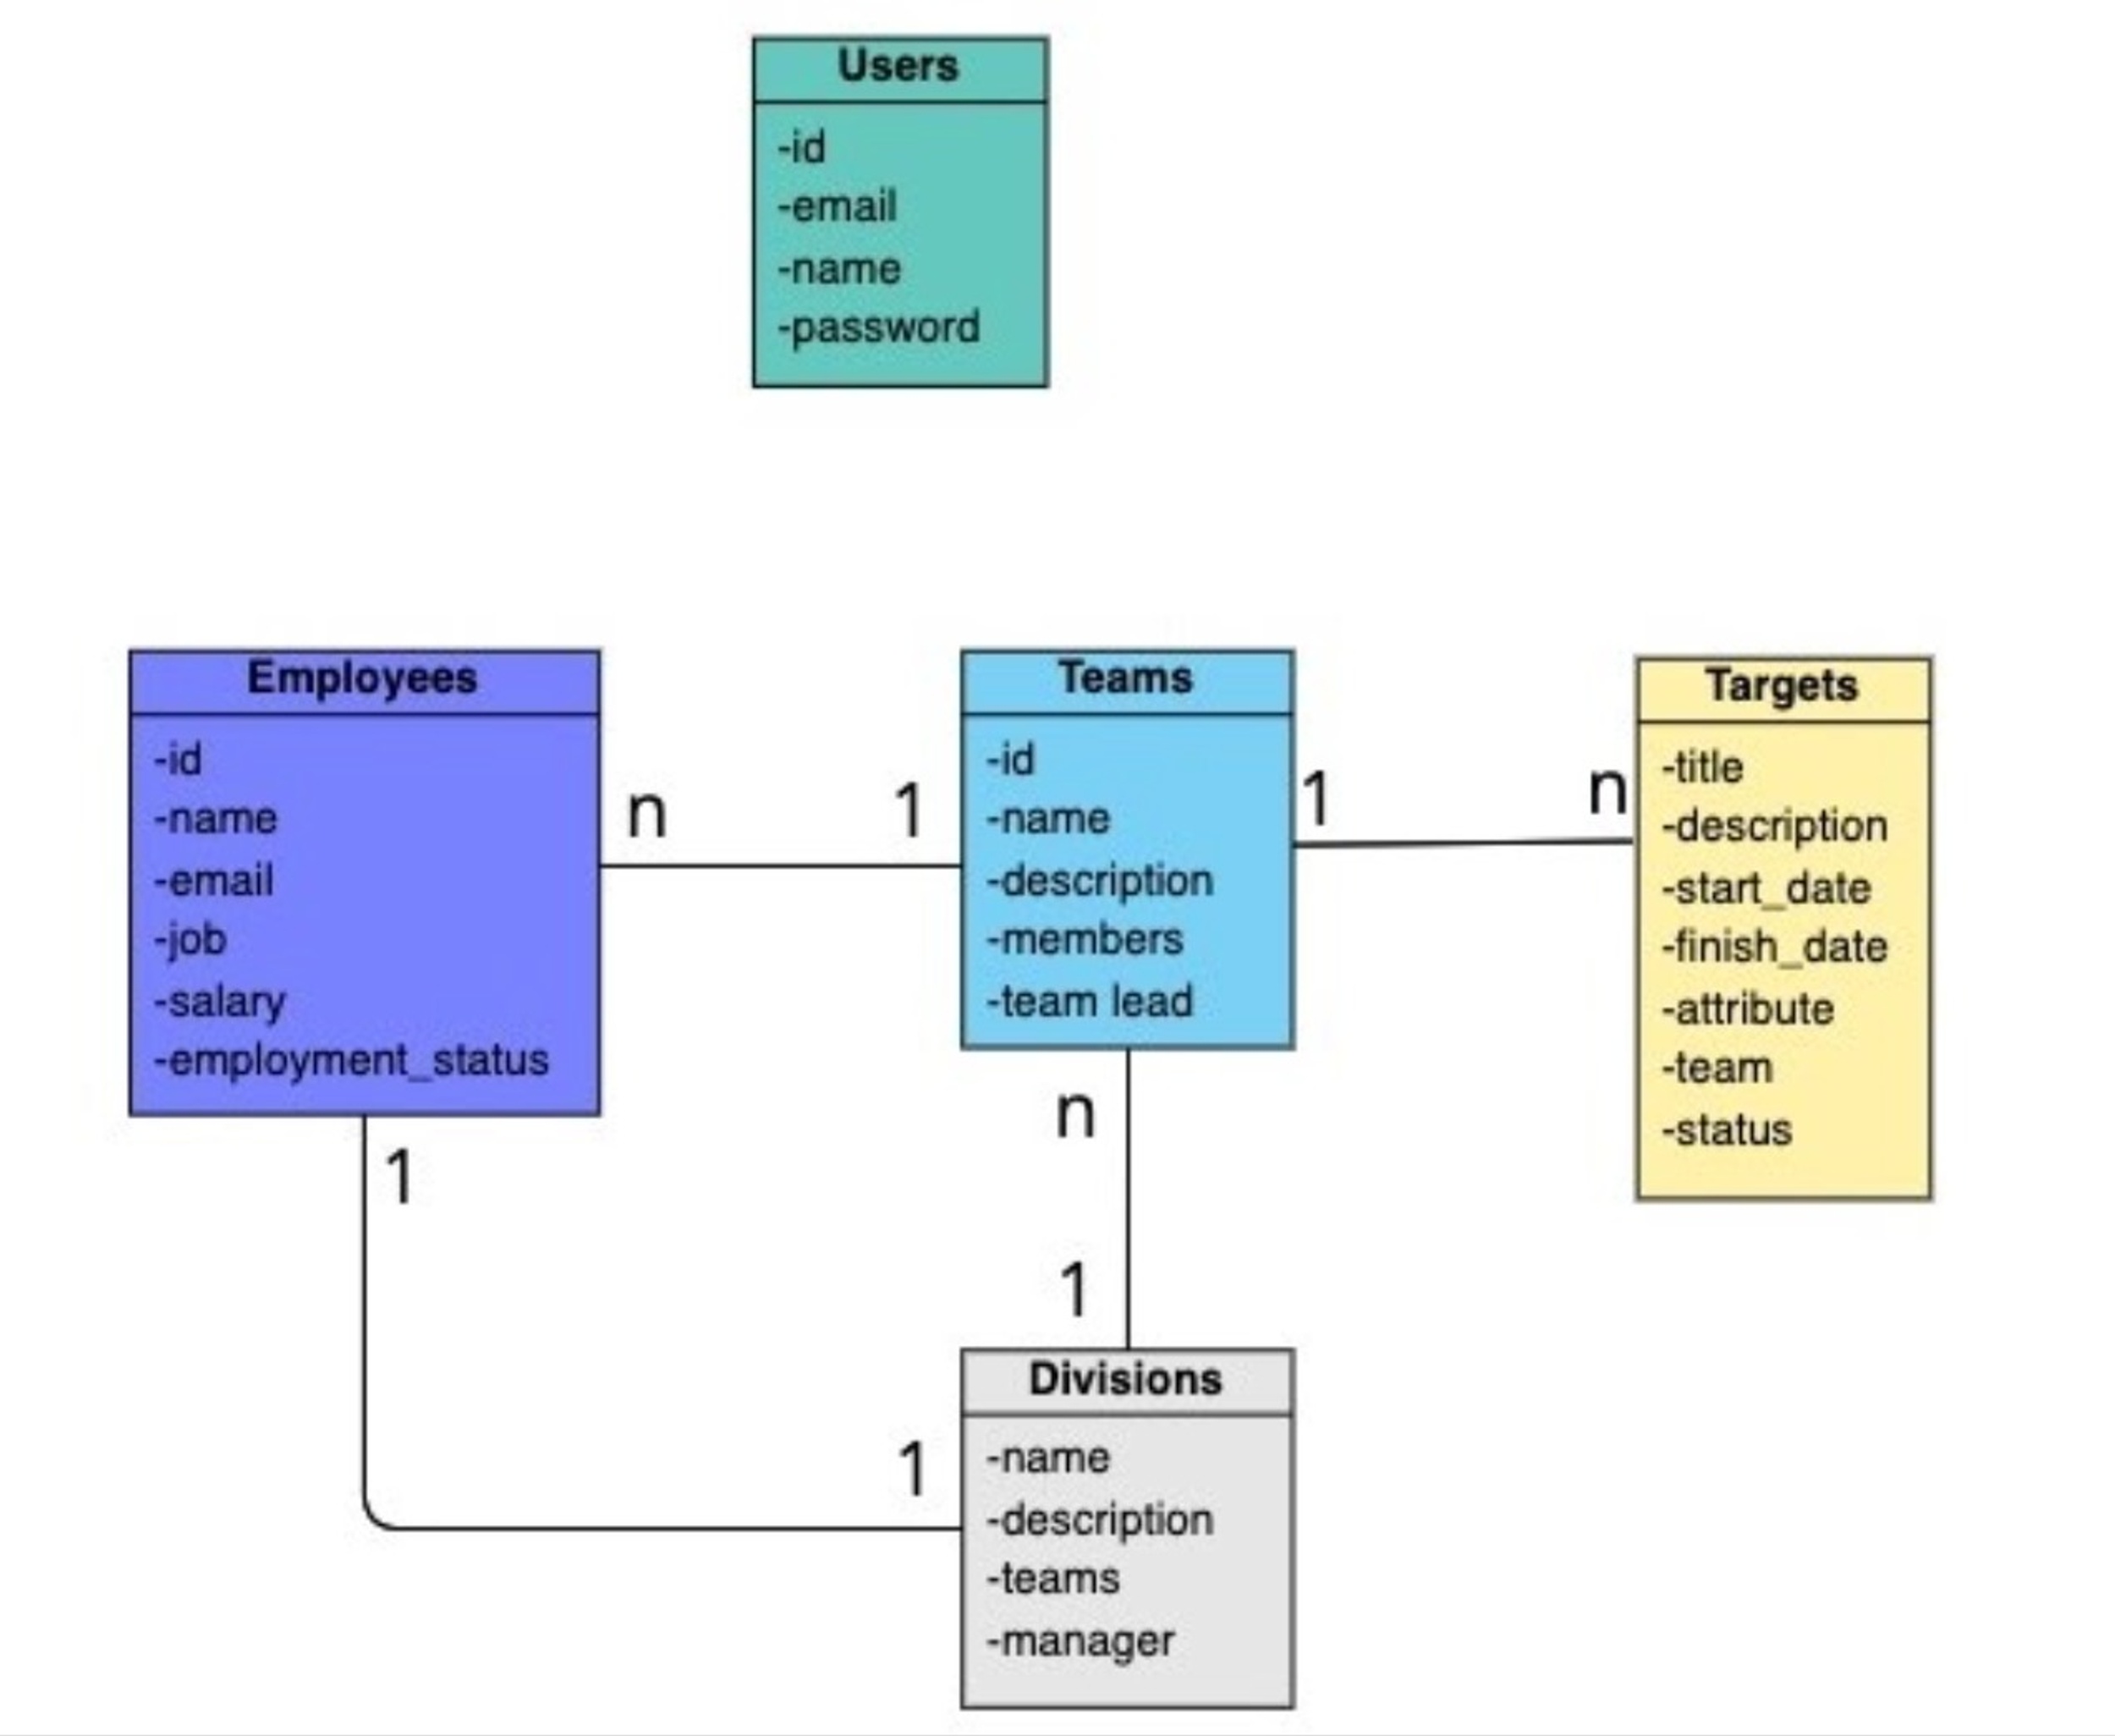 Users
-id
-email
-name
-password
Employees
-id
-name
-email
-job
-salary
-employment_status
n
1
Teams
-id
-name
-description
-members
-team lead
1
n
Targets
-title
-description
-start_date
-finish_date
-attribute
-team
-status
1
n
1
1
Divisions
-name
-description
-teams
-manager